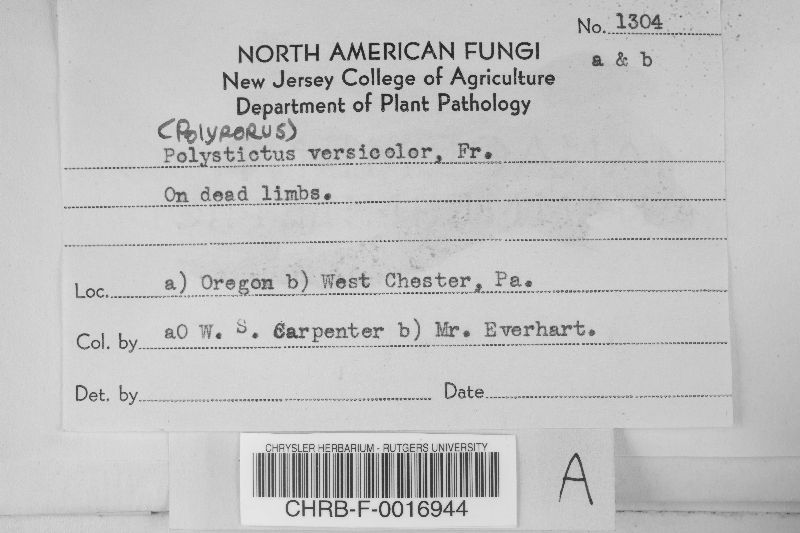 No. 1304
NORTH AMERICAN FUNGI
a & b
New Jersey College of Agriculture
Department of Plant Pathology
(POLYPORUS)
Polystictus versicolor, Fr.
On dead limbs.
Loc. a) Oregon b) West Chester, Pa.
Col. by aO W. S. Carpenter b) Mr. Everhart.
Det. by Date
CHRYSLER HERBARIUM - RUTGERS UNIVERSITY
CHRB-F-0016944
A